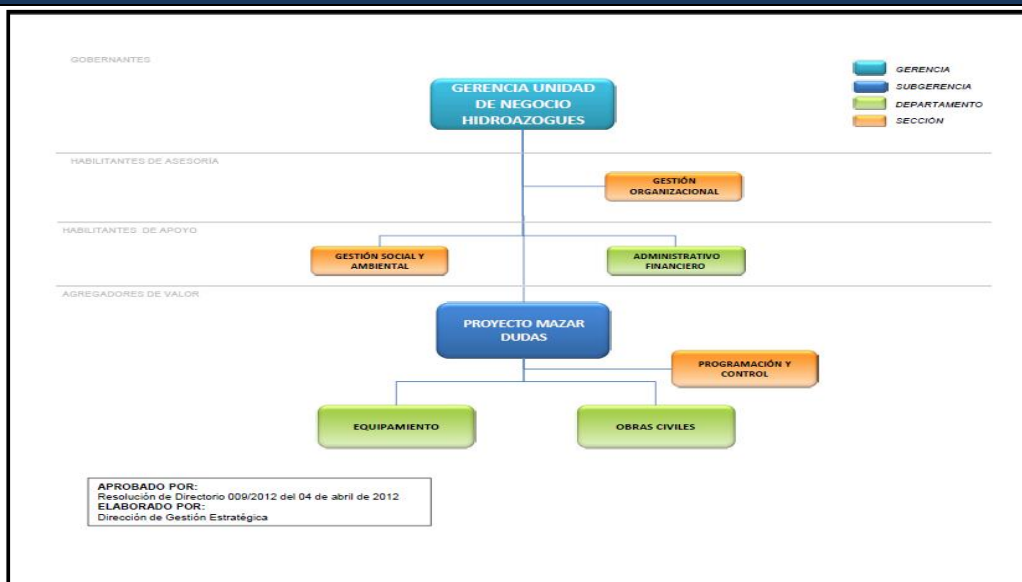 GOBERNANTES
GERENCIA UNIDAD
DE NEGOCIO
HIDROAZOGUES
GERENCIA
SUBGERENCIA
DEPARTAMENTO
SECCIÓN
HABILITANTES DE ASESORÍA
GESTIÓN
ORGANIZACIONAL
HABILITANTES DE APOYO
GESTIÓN SOCIAL Y
AMBIENTAL
ADMINISTRATIVO
FINANCIERO
AGREGADORES DE VALOR
PROYECTO MAZAR
DUDAS
PROGRAMACIÓN Y
CONTROL
EQUIPAMIENTO
OBRAS CIVILES
APROBADO POR:
Resolución de Directorio 009/2012 del 04 de abril de 2012
ELABORADO POR:
Dirección de Gestión Estratégica